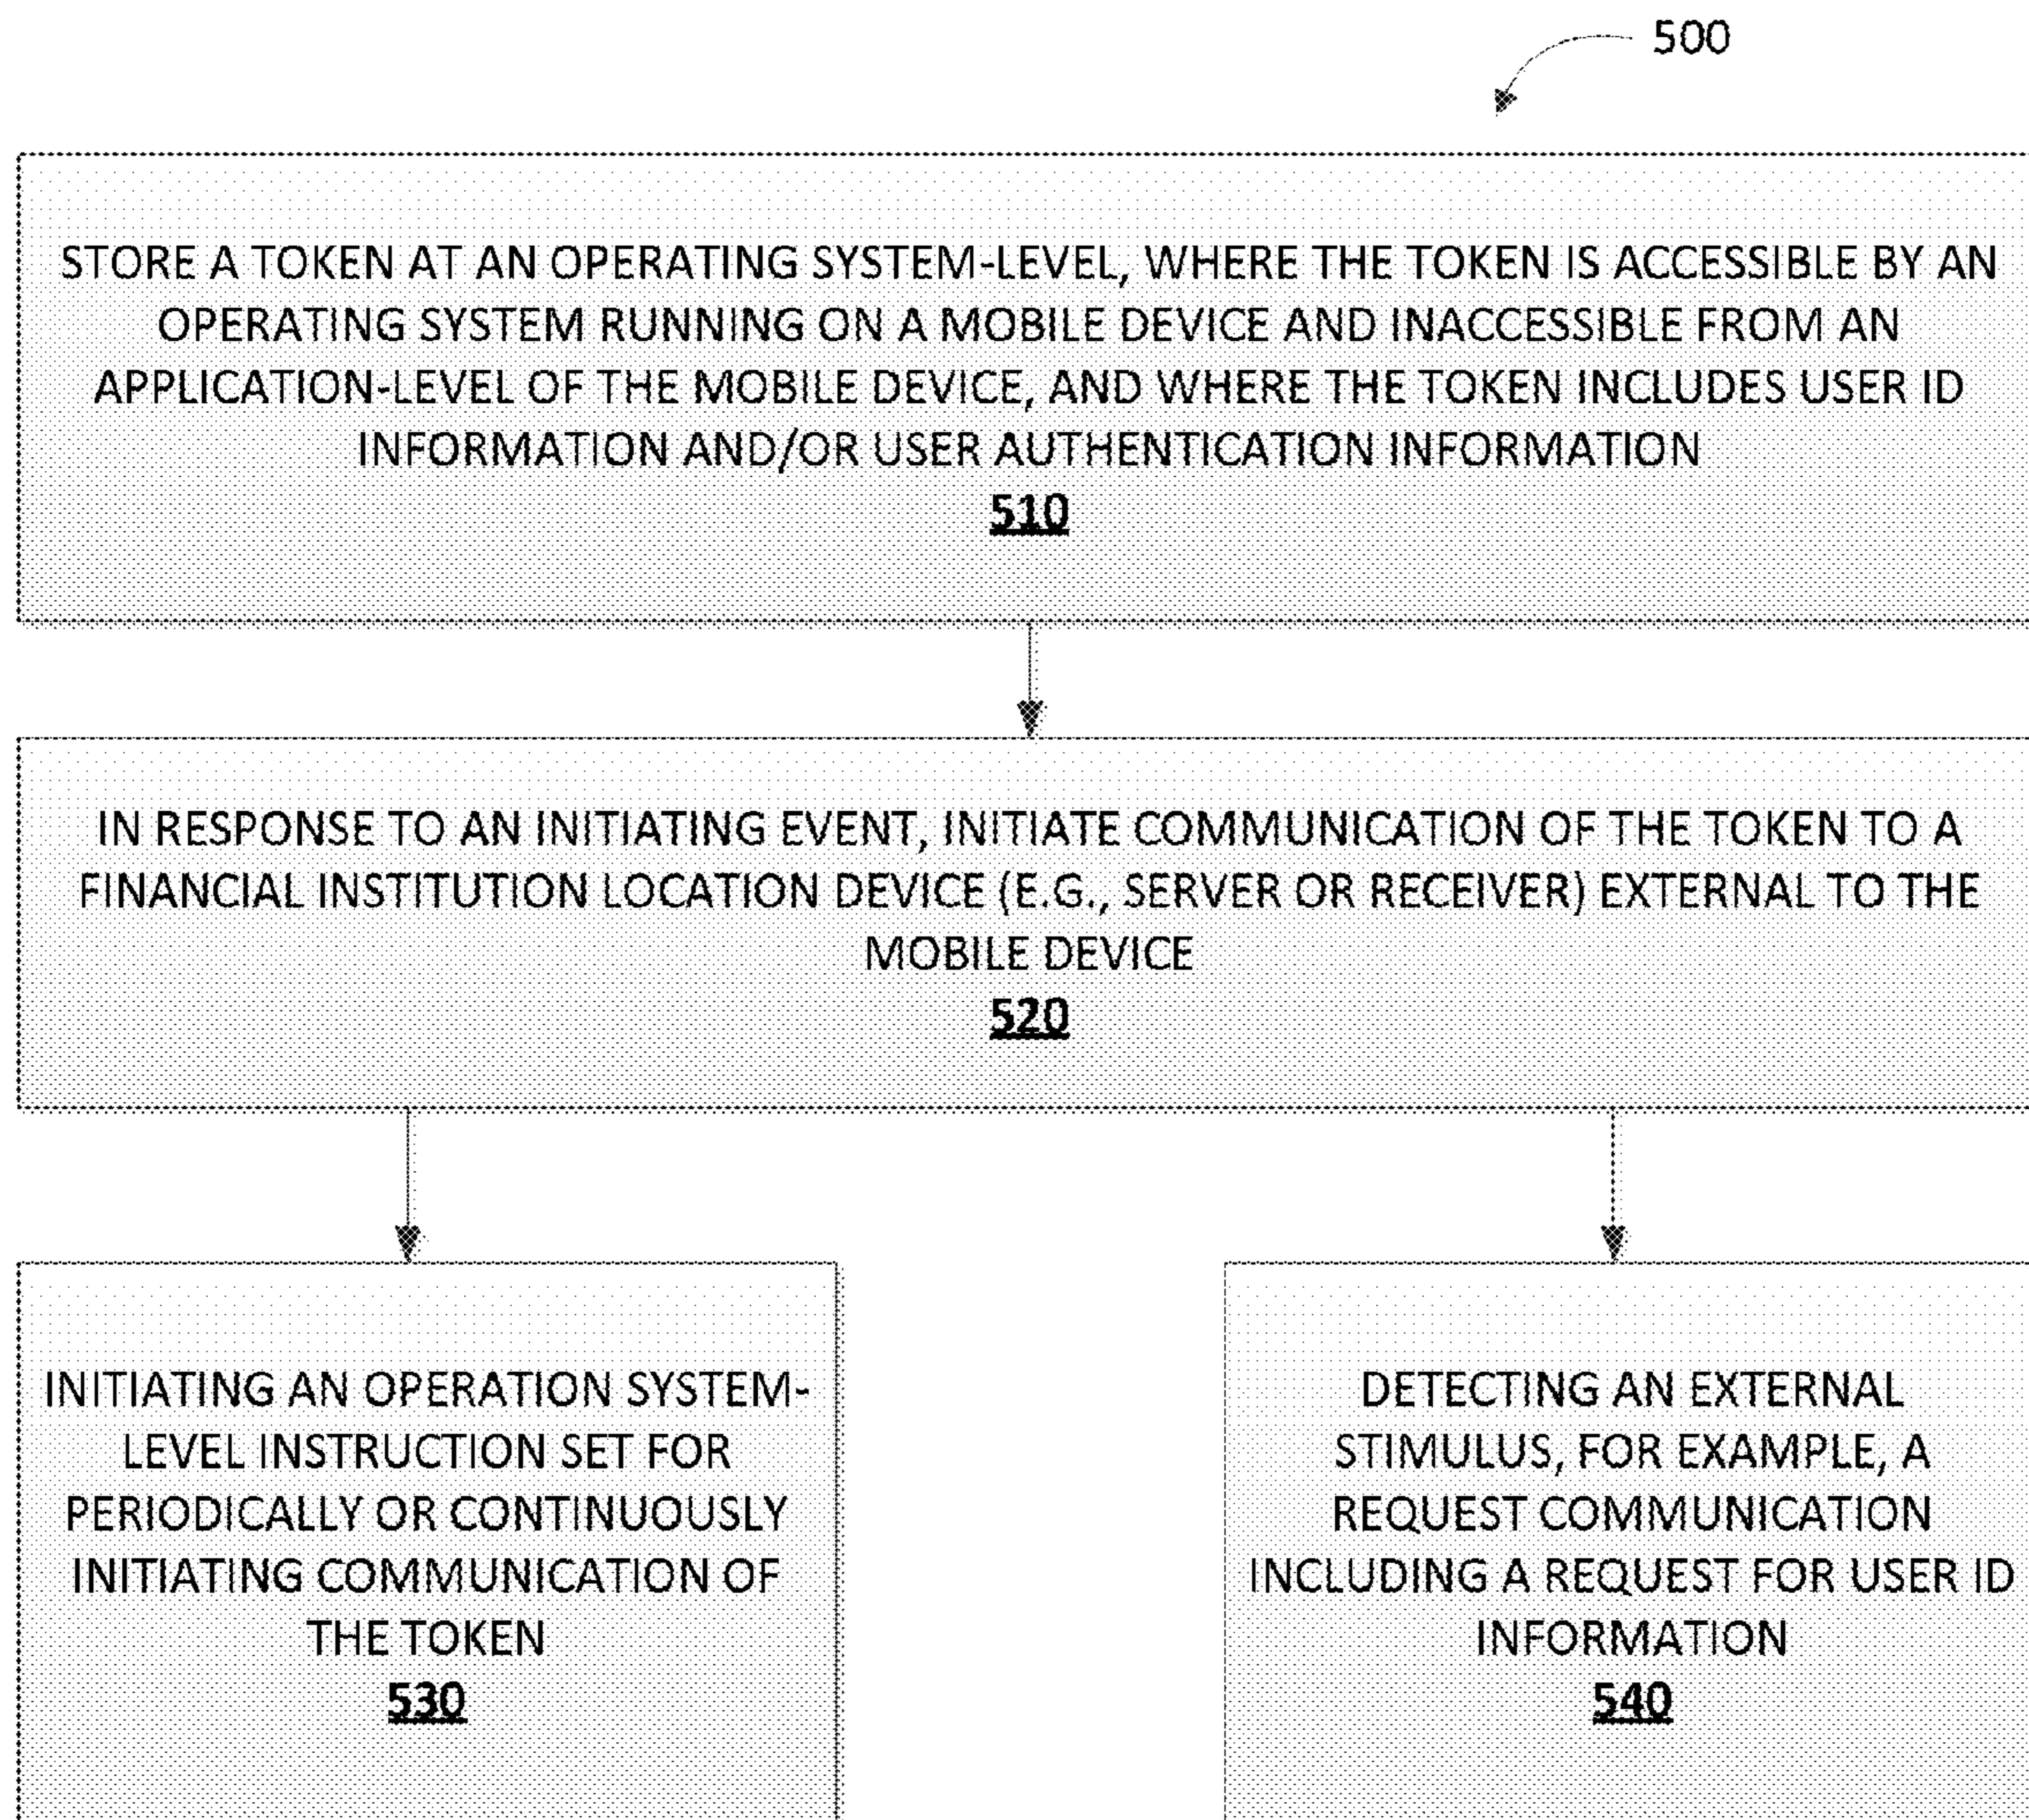 500
STORE A TOKEN AT AN OPERATING SYSTEM-LEVEL, WHERE THE TOKEN IS ACCESSIBLE BY AN
OPERATING SYSTEM RUNNING ON A MOBILE DEVICE AND INACCESSIBLE FROM AN
APPLICATION-LEVEL OF THE MOBILE DEVICE, AND WHERE THE TOKEN INCLUDES USER ID
INFORMATION AND/OR USER AUTHENTICATION INFORMATION
510
IN RESPONSE TO AN INITIATING EVENT, INITIATE COMMUNICATION OF THE TOKEN TO A
FINANCIAL INSTITUTION LOCATION DEVICE (E.G., SERVER OR RECEIVER) EXTERNAL TO THE
MOBILE DEVICE
520
INITIATING AN OPERATION SYSTEM-
LEVEL INSTRUCTION SET FOR
PERIODICALLY OR CONTINUOUSLY
INITIATING COMMUNICATION OF
THE TOKEN
530
DETECTING AN EXTERNAL
STIMULUS, FOR EXAMPLE, A
REQUEST COMMUNICATION
INCLUDING A REQUEST FOR USER ID
INFORMATION
540